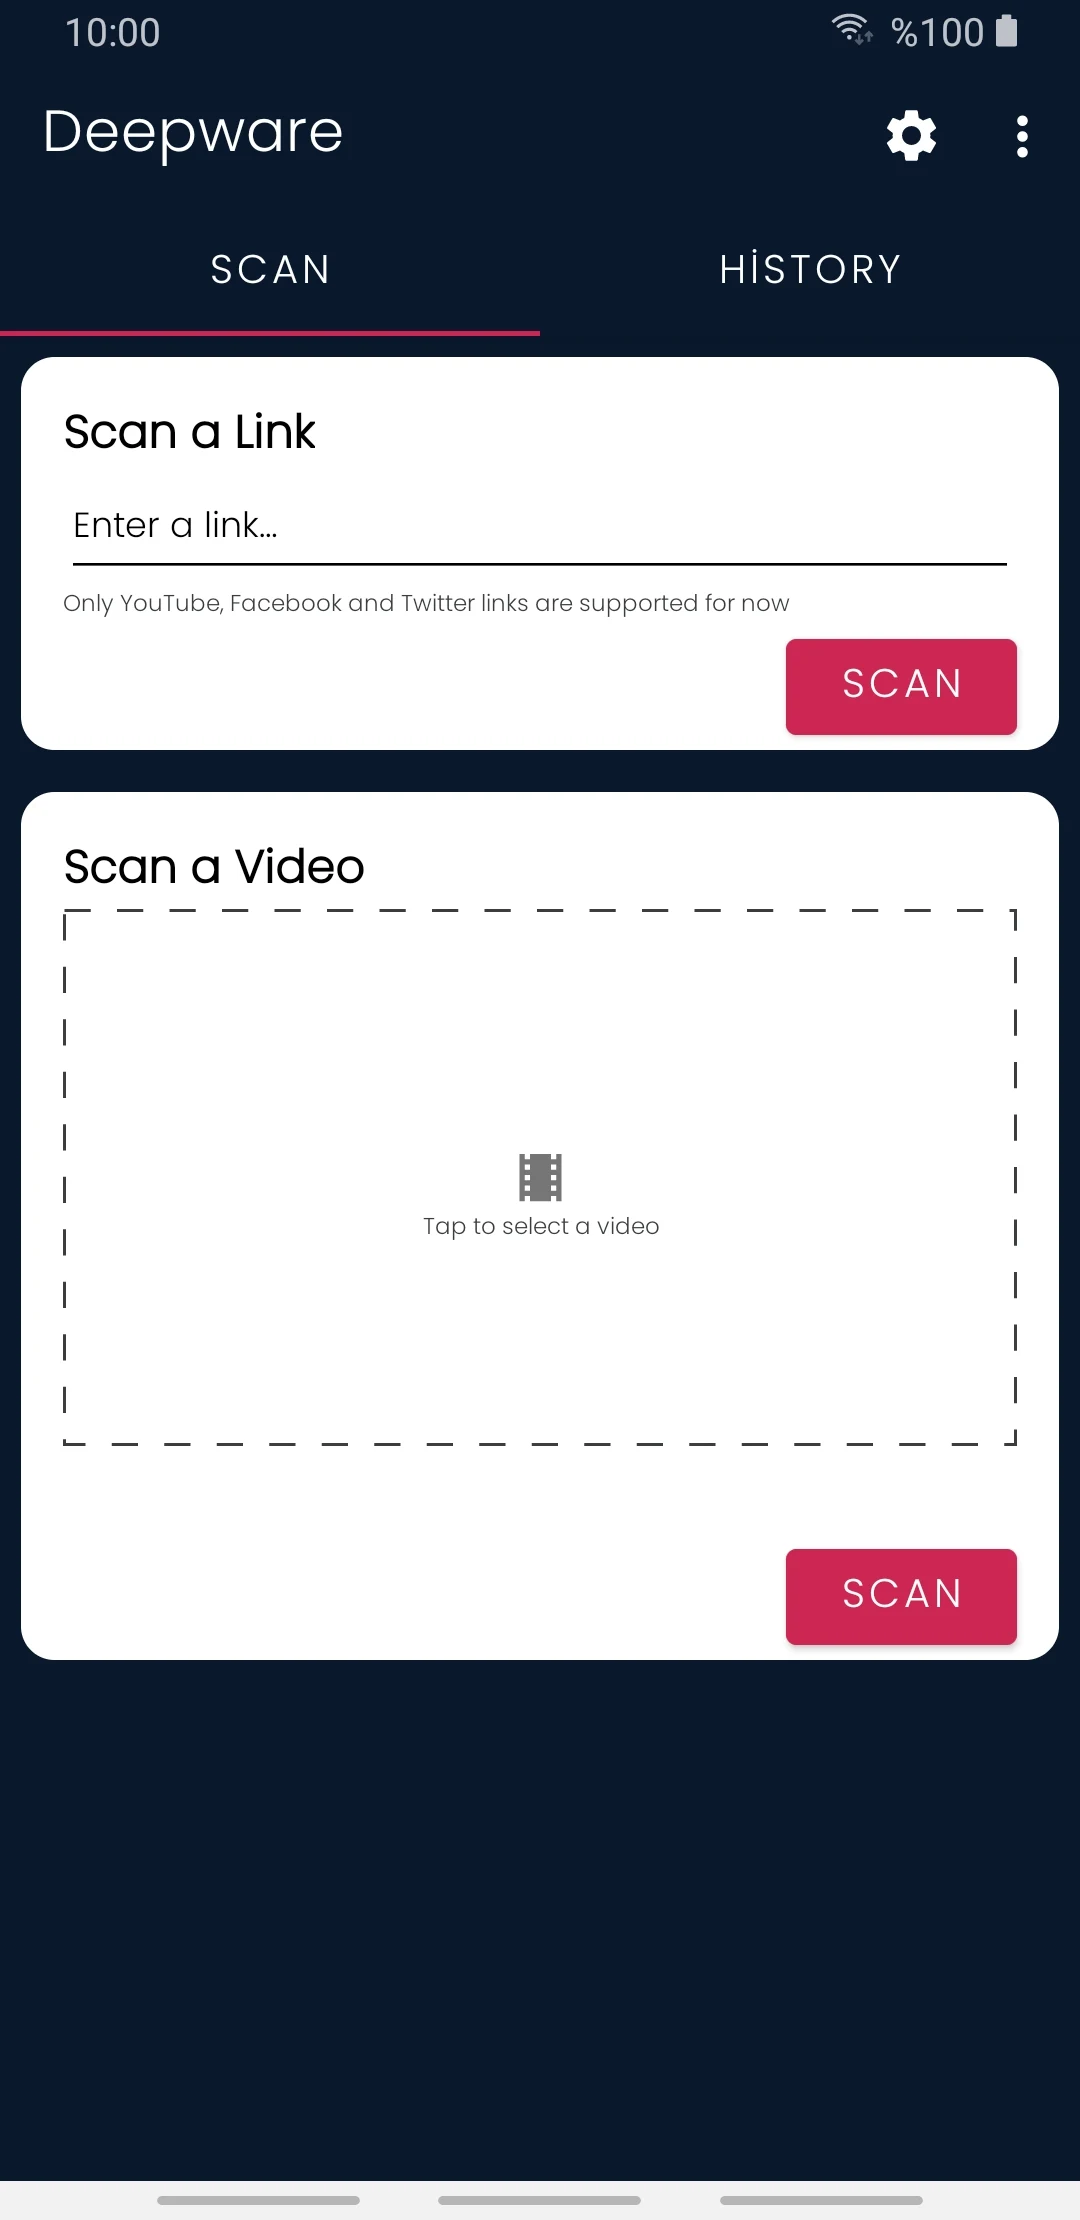 10:00 %100
Deepware
SCAN HİSTORY
Scan a Link
Enter a link...
Only YouTube, Facebook and Twitter links are supported for now
SCAN
Scan a Video
Tap to select a video
SCAN